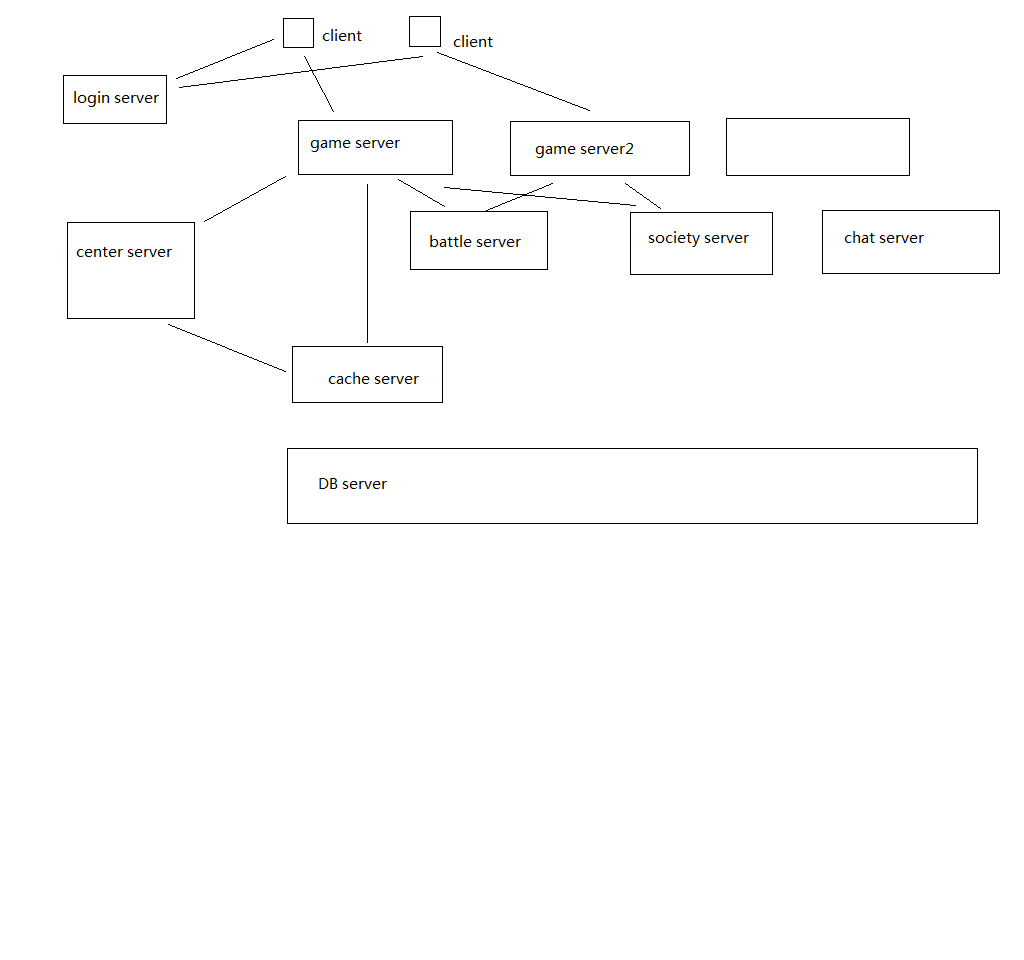 client
client
login server
game server
game server2
center server
battle server
society server
chat server
cache server
DB server